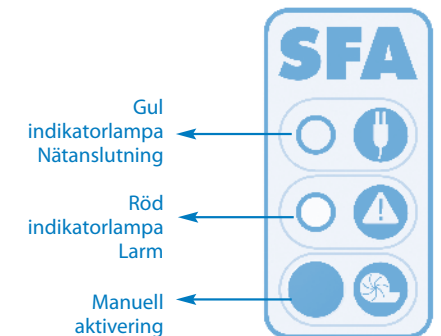 SFA
Gul
indikatorlampa
Nätanslutning
Röd
indikatorlampa
Larm
Manuell
aktivering